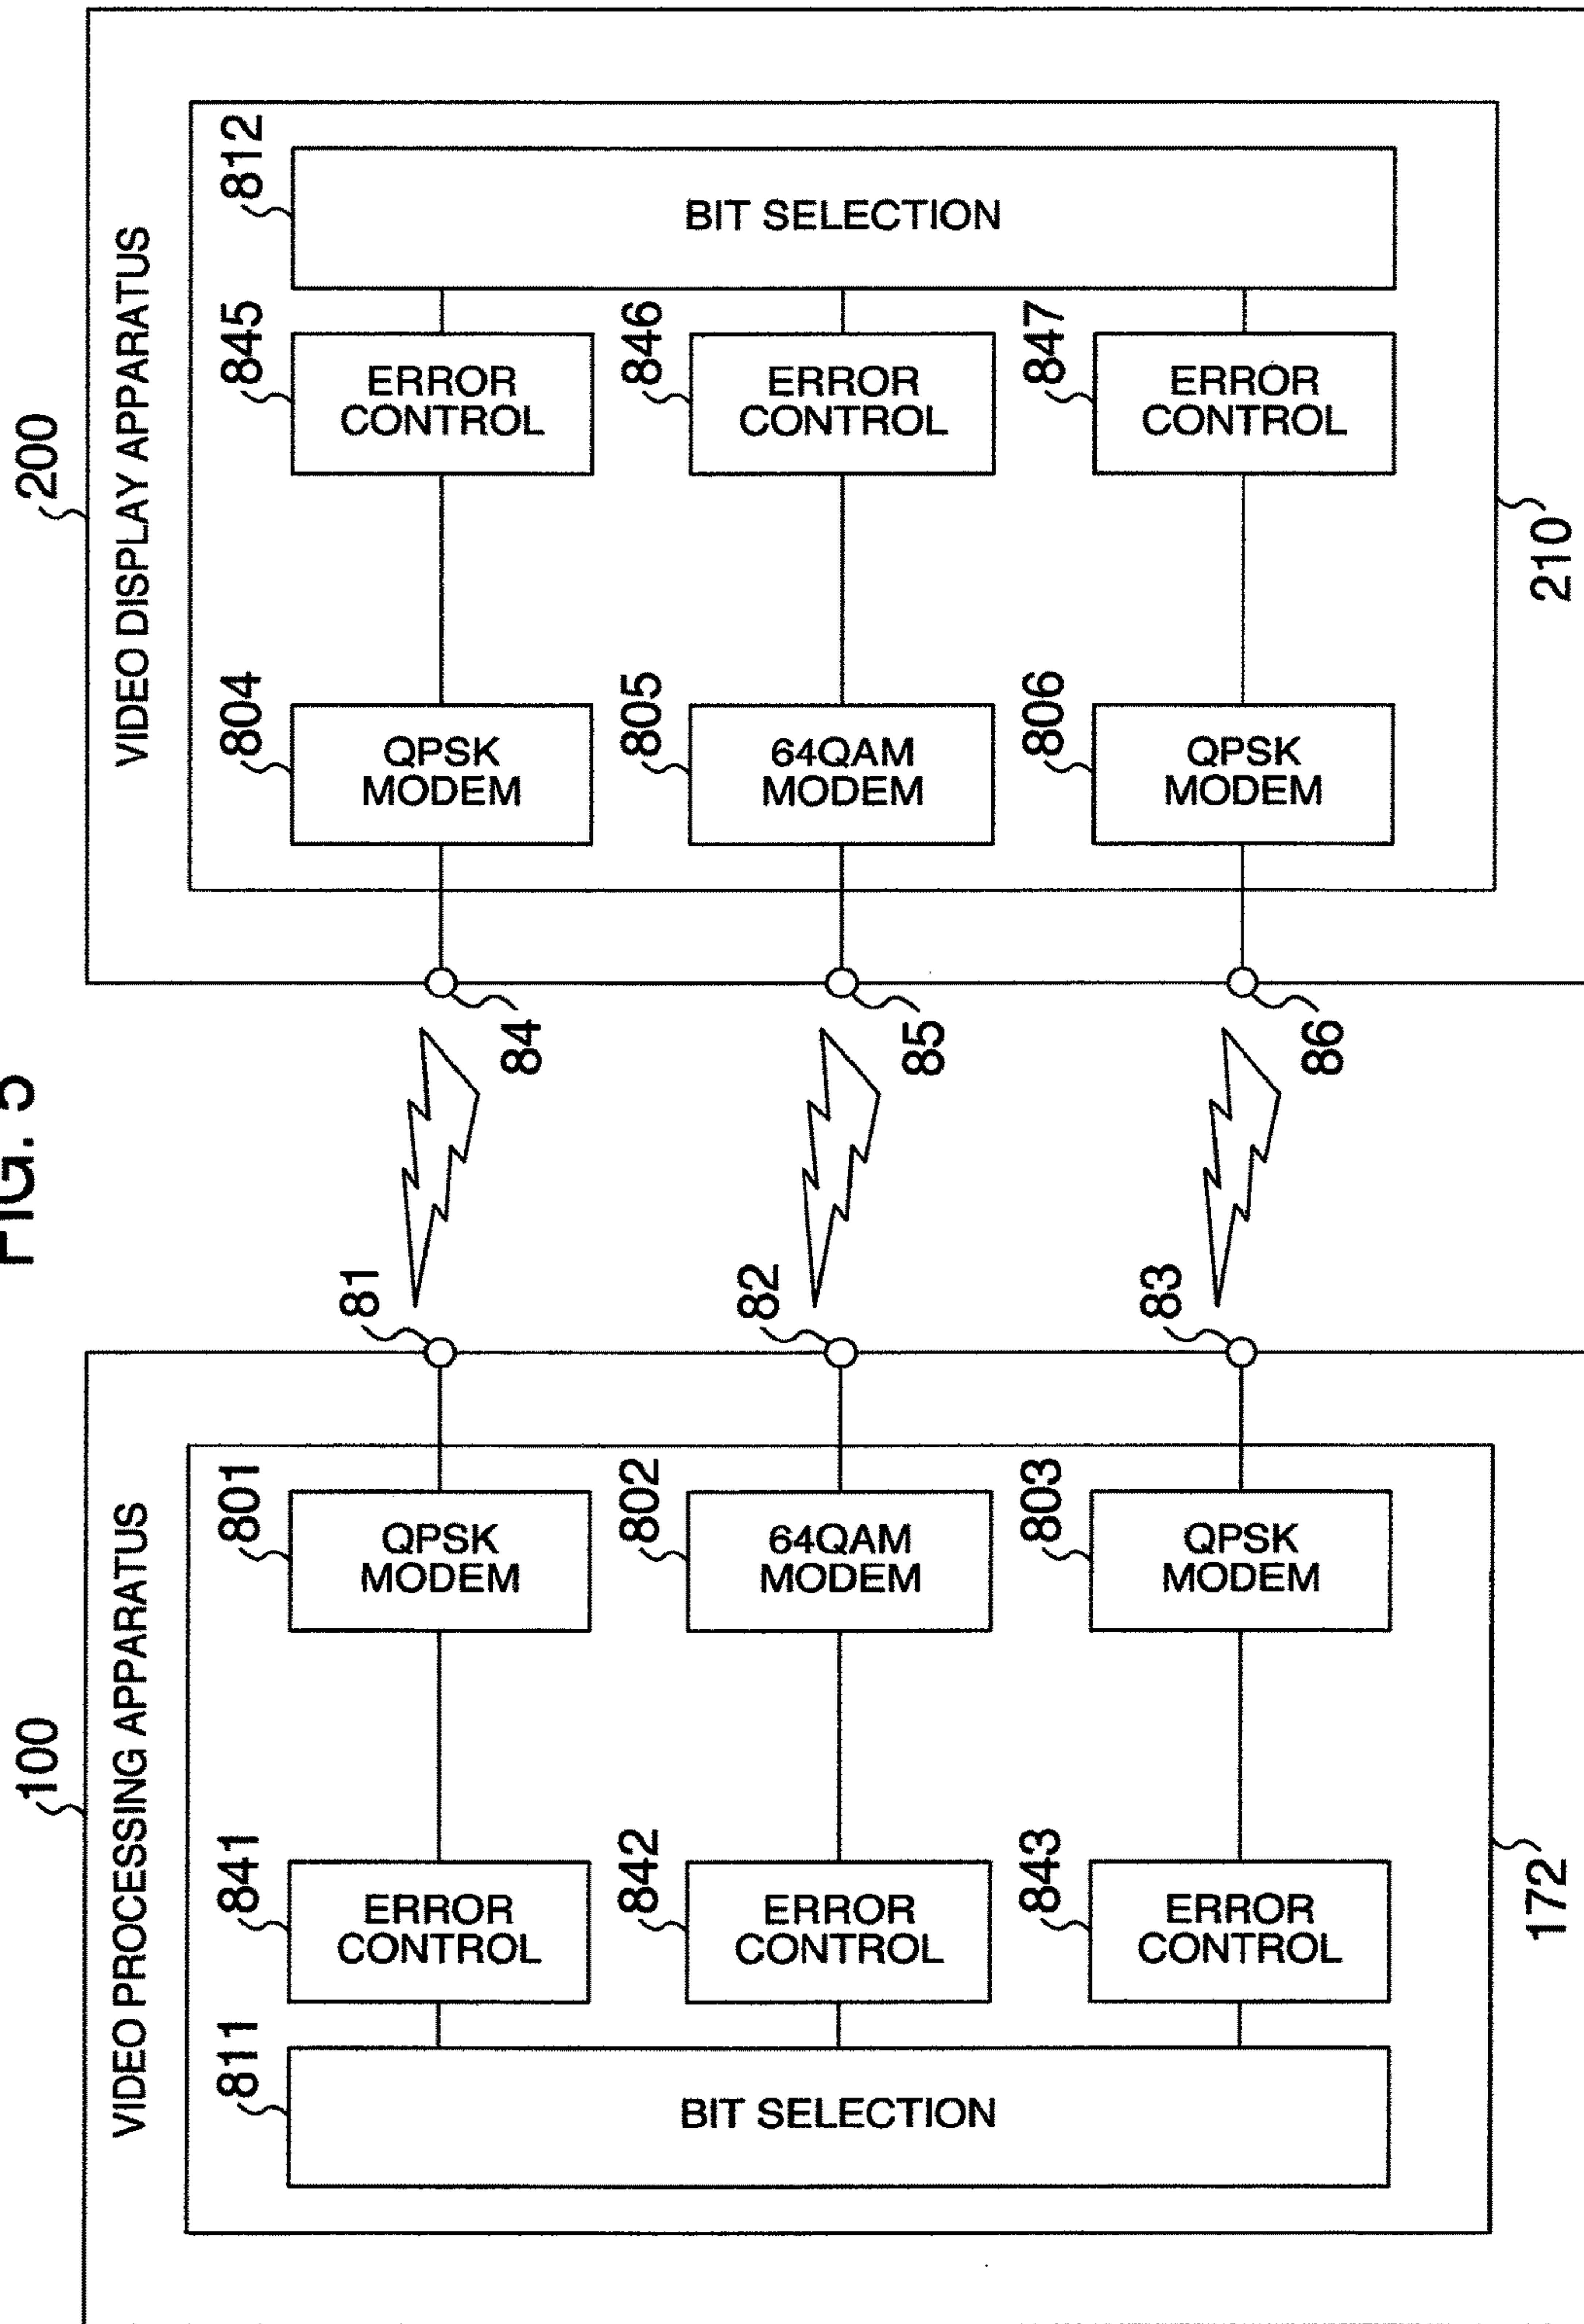 FIG. 5
100
VIDEO PROCESSING APPARATUS
811
BIT SELECTION
841
ERROR
CONTROL
801
QPSK
MODEM
81
842
ERROR
CONTROL
802
64QAM
MODEM
82
843
ERROR
CONTROL
803
QPSK
MODEM
83
172
200
VIDEO DISPLAY APPARATUS
84
804
QPSK
MODEM
845
ERROR
CONTROL
812
BIT SELECTION
85
805
64QAM
MODEM
846
ERROR
CONTROL
86
806
QPSK
MODEM
847
ERROR
CONTROL
210